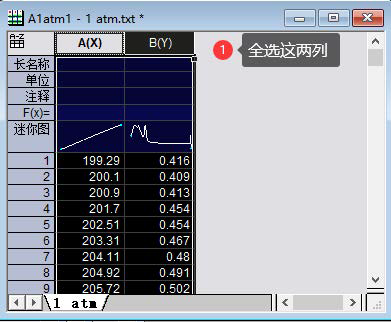 A1atm1 - 1 atm.txt *
A(X) B(Y)
1 全选这两列
长名称
单位
注释
F(x)=
迷你图
1 199.29 0.416
2 200.1 0.409
3 200.9 0.413
4 201.7 0.454
5 202.51 0.454
6 203.31 0.467
7 204.11 0.48
8 204.92 0.491
9 205.72 0.502
1 atm